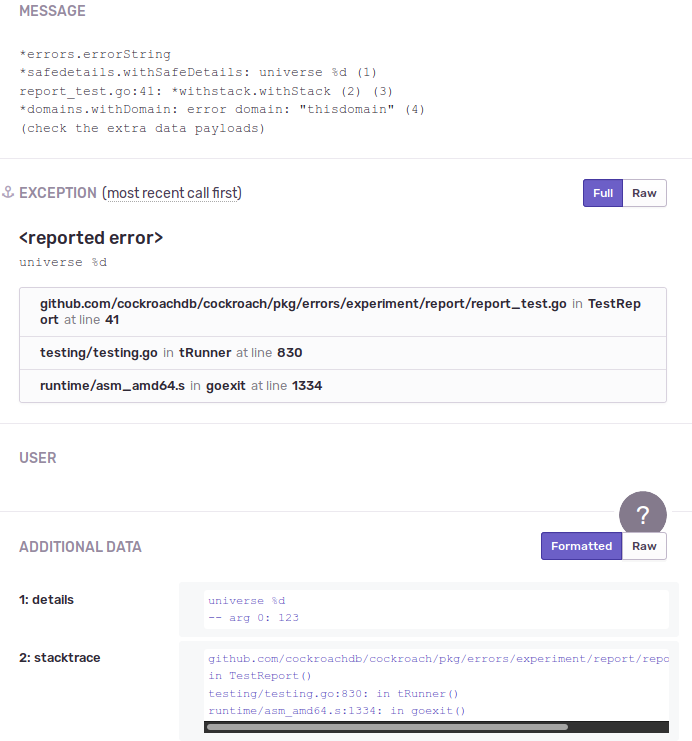 MESSAGE
*errors.errorString
*safedetails.withSafeDetails: universe %d (1)
report_test.go:41: *withstack.withStack (2) (3)
*domains.withDomain: error domain: "thisdomain" (4)
(check the extra data payloads)
EXCEPTION (most recent call first)
Full Raw
<reported error>
universe %d
github.com/cockroachdb/cockroach/pkg/errors/experiment/report/report_test.go in TestRep
ort at line 41
testing/testing.go in tRunner at line 830
runtime/asm_amd64.s in goexit at line 1334
USER
?
ADDITIONAL DATA
Formatted Raw
1: details
universe %d
-- arg 0: 123
2: stacktrace
github.com/cockroachdb/cockroach/pkg/errors/experiment/report/repo
in TestReport()
testing/testing.go:830: in tRunner()
runtime/asm_amd64.s:1334: in goexit()